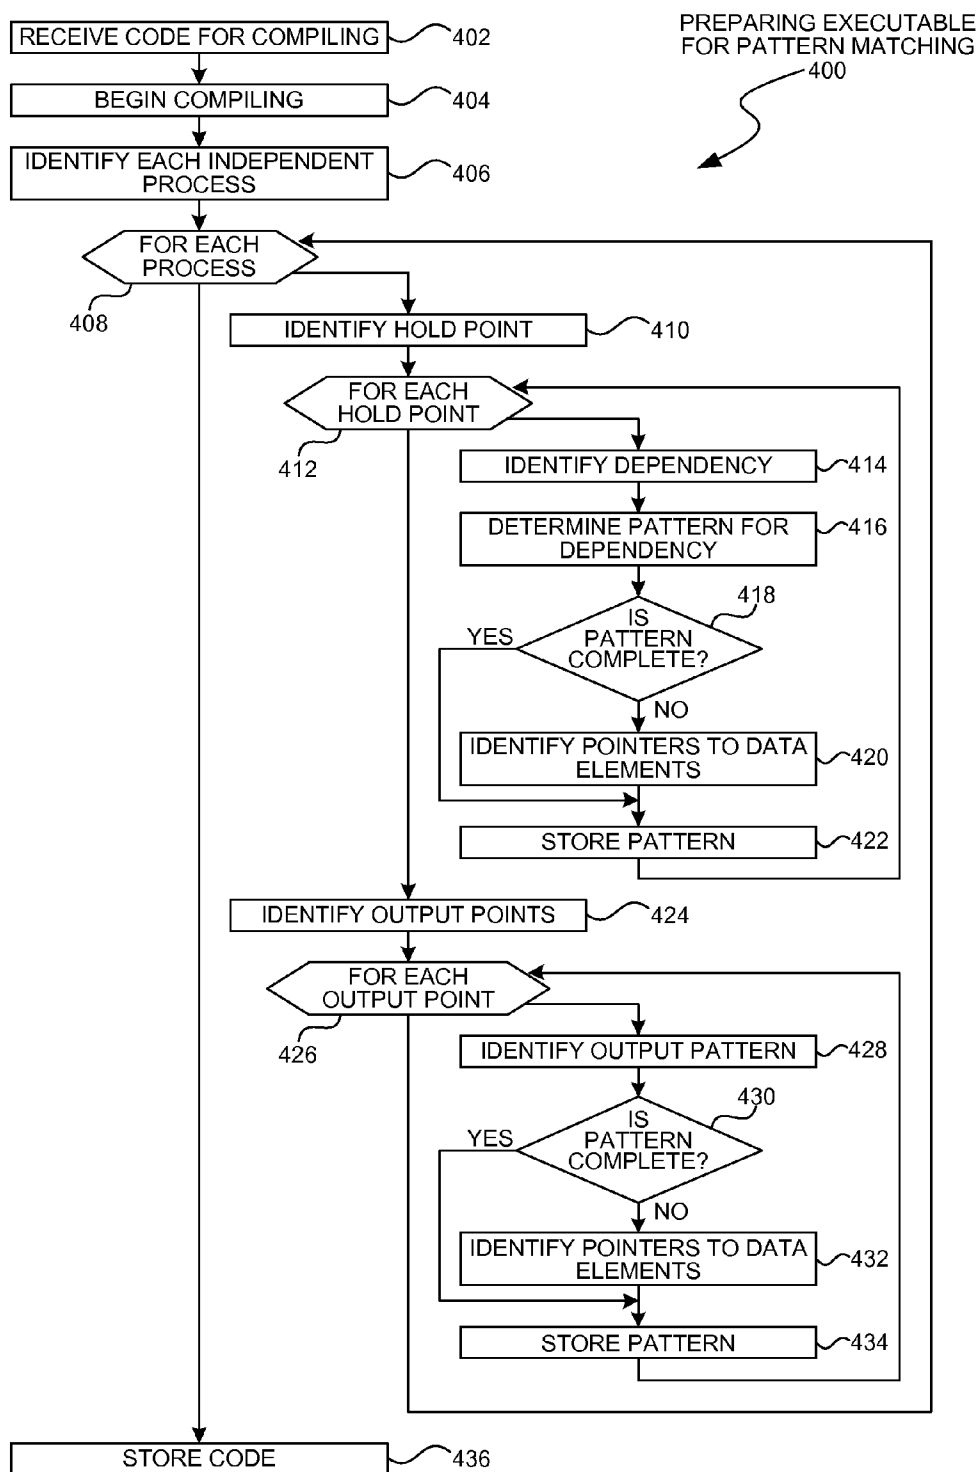 PREPARING EXECUTABLE
FOR PATTERN MATCHING
400
RECEIVE CODE FOR COMPILING
402
BEGIN COMPILING
404
IDENTIFY EACH INDEPENDENT
PROCESS
406
FOR EACH
PROCESS
408
IDENTIFY HOLD POINT
410
FOR EACH
HOLD POINT
412
IDENTIFY DEPENDENCY
414
DETERMINE PATTERN FOR
DEPENDENCY
416
IS
PATTERN
COMPLETE?
418
YES
NO
IDENTIFY POINTERS TO DATA
ELEMENTS
420
STORE PATTERN
422
IDENTIFY OUTPUT POINTS
424
FOR EACH
OUTPUT POINT
426
IDENTIFY OUTPUT PATTERN
428
IS
PATTERN
COMPLETE?
430
YES
NO
IDENTIFY POINTERS TO DATA
ELEMENTS
432
STORE PATTERN
434
STORE CODE
436